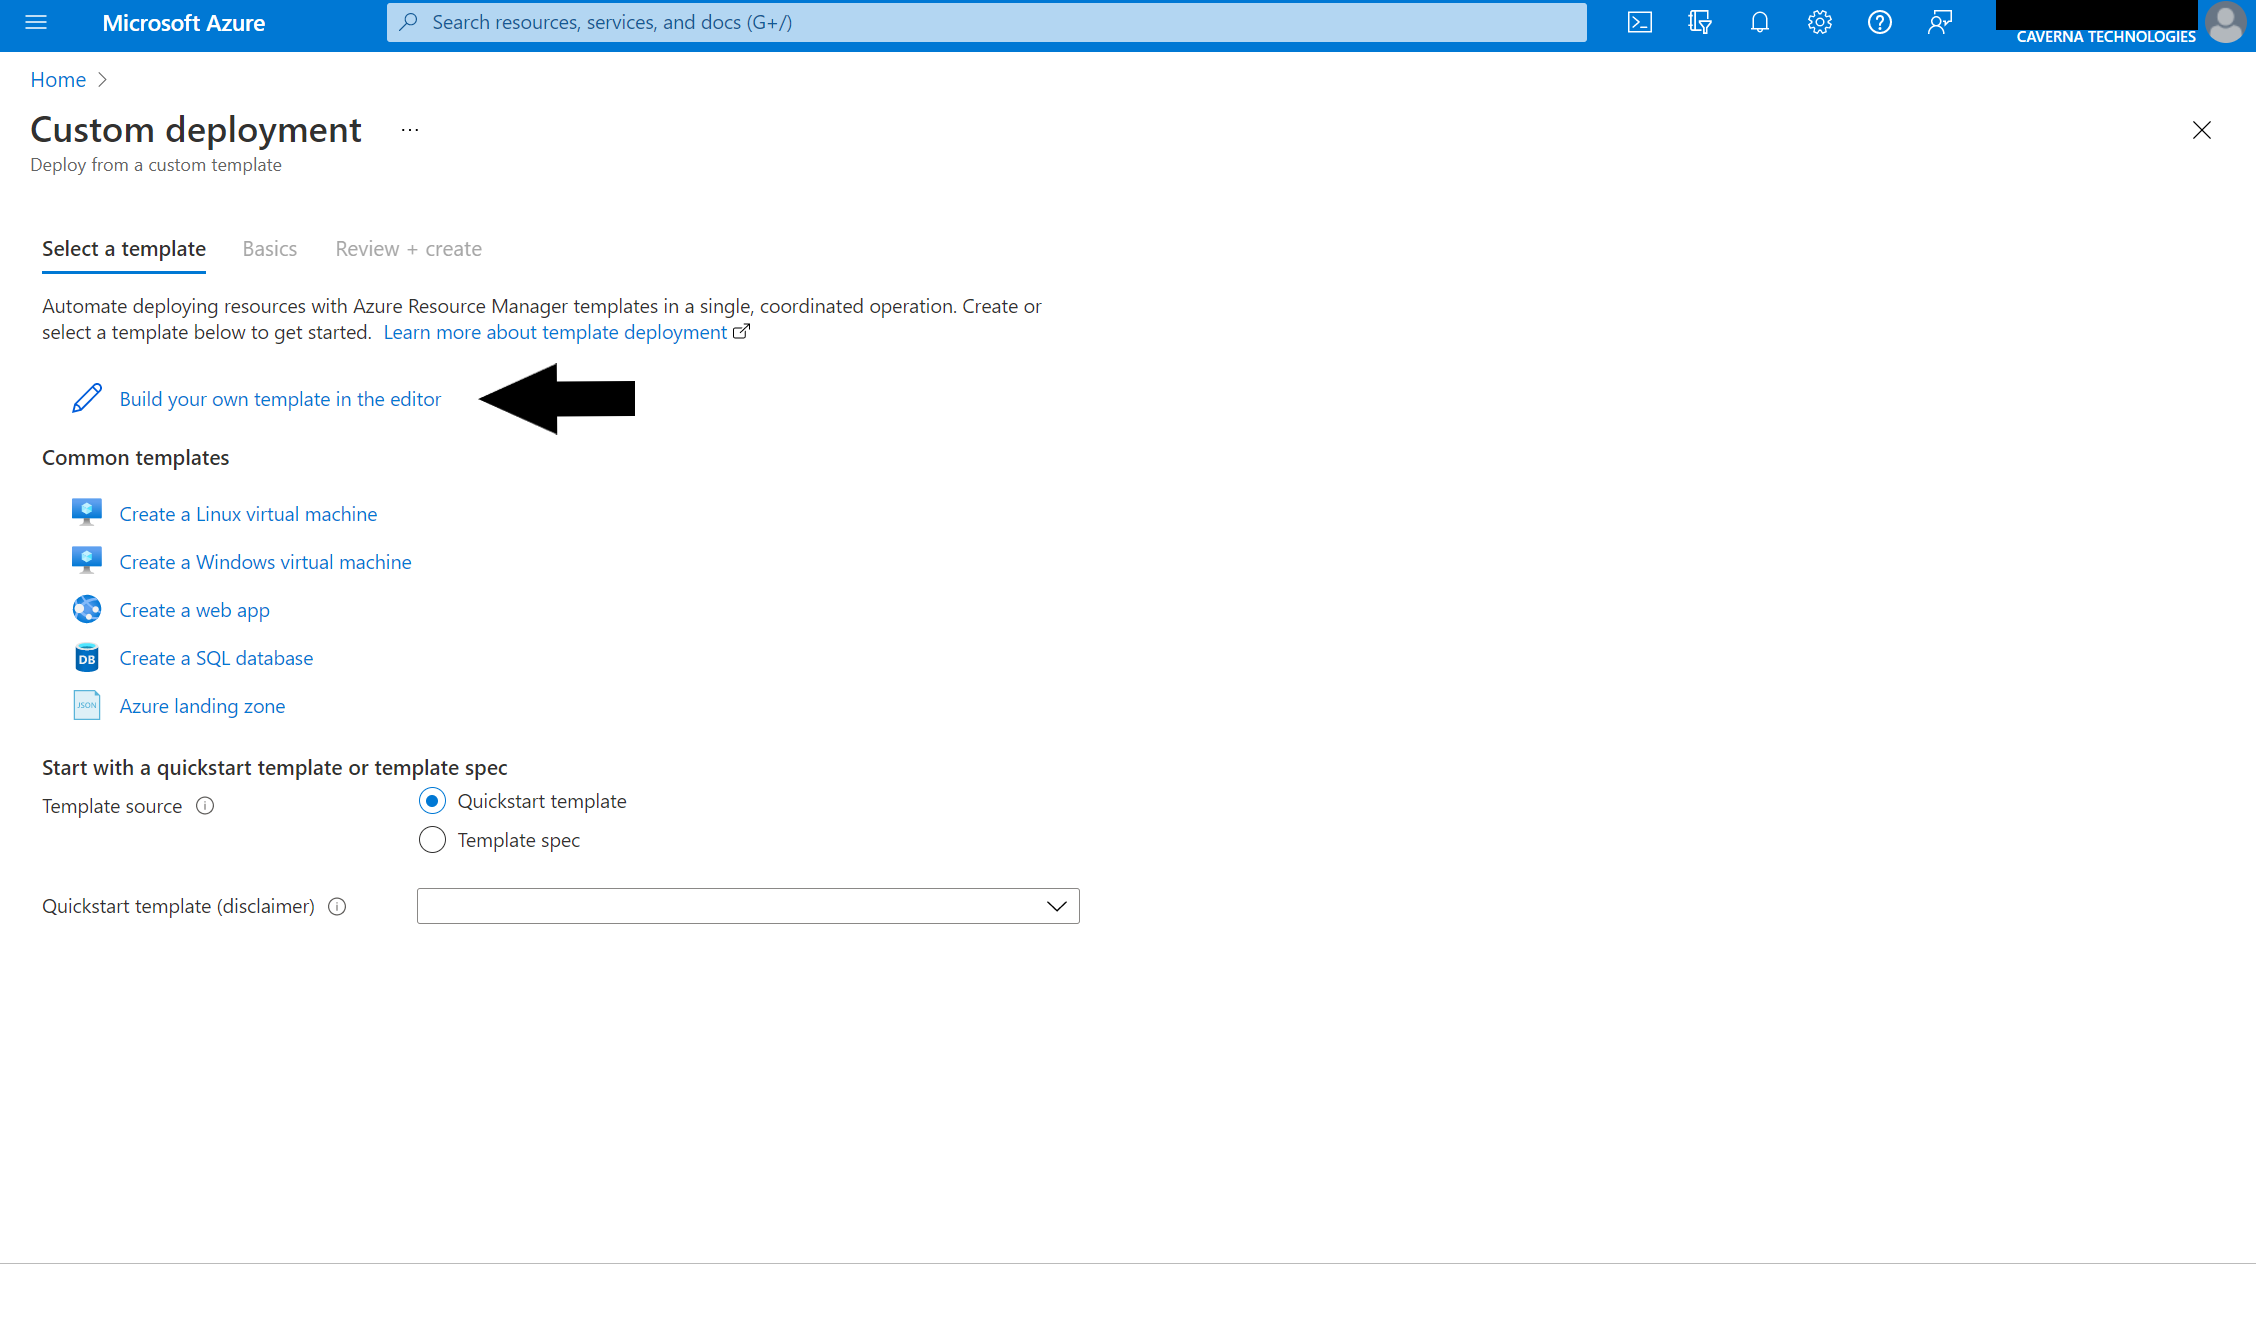 Microsoft Azure
Search resources, services, and docs (G+/)
CAVERNA TECHNOLOGIES
Home
Custom deployment ...
Deploy from a custom template
Select a template Basics Review + create
Automate deploying resources with Azure Resource Manager templates in a single, coordinated operation. Create or
select a template below to get started. Learn more about template deployment
Build your own template in the editor
Common templates
Create a Linux virtual machine
Create a Windows virtual machine
Create a web app
DB Create a SQL database
JSON Azure landing zone
Start with a quickstart template or template spec
Template source
Quickstart template
Template spec
Quickstart template (disclaimer)